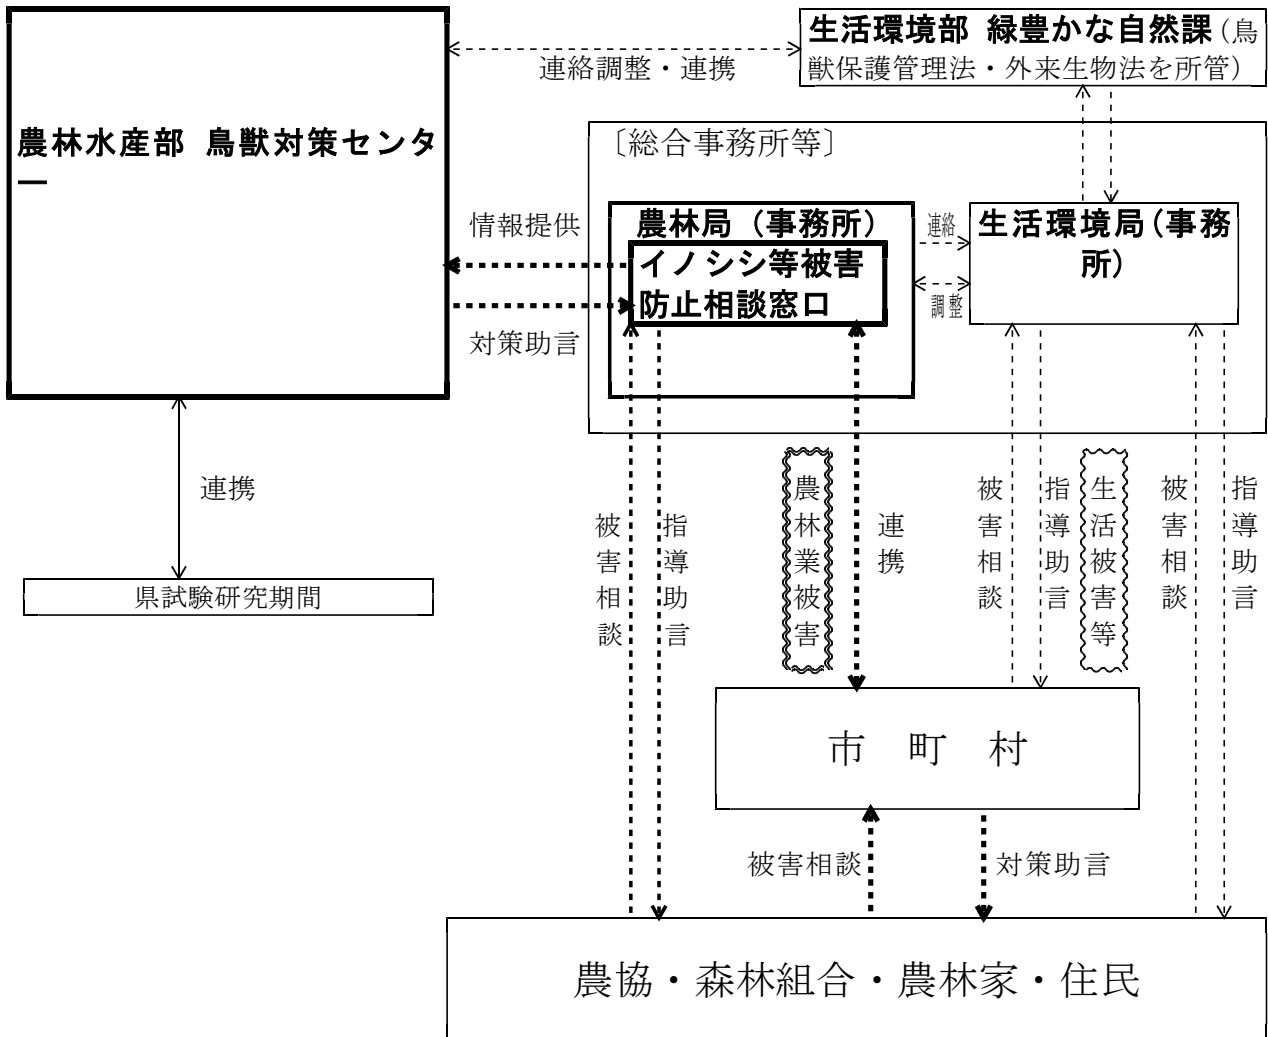 生活環境部 緑豊かな自然課(鳥
獣保護管理法・外来生物法を所管)
連絡調整・連携
農林水産部 鳥獣対策センタ
ー
〔総合事務所等〕
情報提供
対策助言
農林局（事務所）
イノシシ等被害
防止相談窓口
連絡
調整
生活環境局(事務
所)
連携
県試験研究期間
被害相談
指導助言
農林業被害
連携
被害相談
指導助言
生活被害等
被害相談
指導助言
市 町 村
被害相談
対策助言
農協・森林組合・農林家・住民